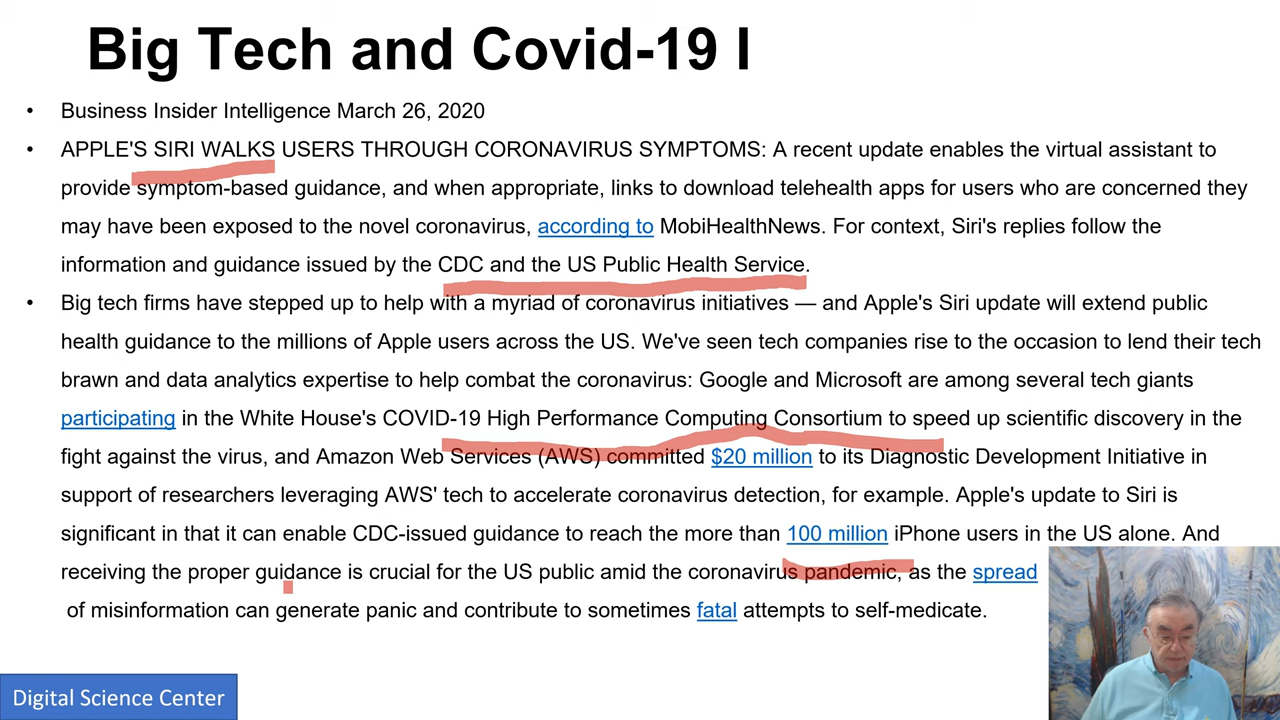 Big Tech and Covid-19 I
• Business Insider Intelligence March 26, 2020
• APPLE'S SIRI WALKS USERS THROUGH CORONAVIRUS SYMPTOMS: A recent update enables the virtual assistant to
provide symptom-based guidance, and when appropriate, links to download telehealth apps for users who are concerned they
may have been exposed to the novel coronavirus, according to MobiHealthNews. For context, Siri's replies follow the
information and guidance issued by the CDC and the US Public Health Service.
• Big tech firms have stepped up to help with a myriad of coronavirus initiatives — and Apple's Siri update will extend public
health guidance to the millions of Apple users across the US. We've seen tech companies rise to the occasion to lend their tech
brawn and data analytics expertise to help combat the coronavirus: Google and Microsoft are among several tech giants
participating in the White House's COVID-19 High Performance Computing Consortium to speed up scientific discovery in the
fight against the virus, and Amazon Web Services (AWS) committed $20 million to its Diagnostic Development Initiative in
support of researchers leveraging AWS' tech to accelerate coronavirus detection, for example. Apple's update to Siri is
significant in that it can enable CDC-issued guidance to reach the more than 100 million iPhone users in the US alone. And
receiving the proper guidance is crucial for the US public amid the coronavirus pandemic, as the spread
of misinformation can generate panic and contribute to sometimes fatal attempts to self-medicate.
Digital Science Center